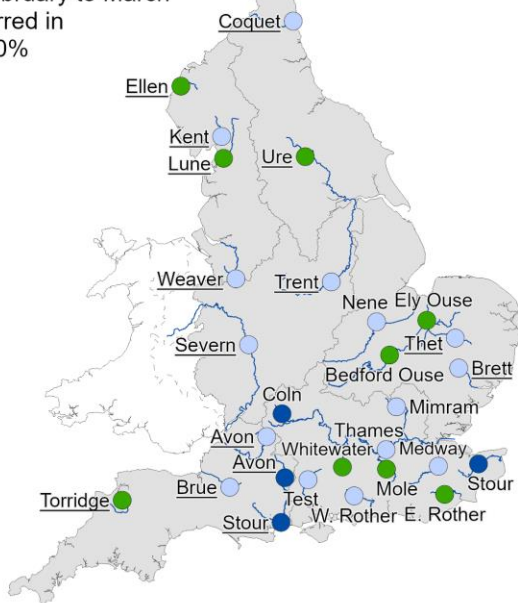 to March
rred in
0%
Coquet
Ellen
Kent
Lune
Ure
Weaver
Trent
Nene Ely Ouse
Severn
Thet
Bedford Ouse
Brett
Coln
Mimram
Avon
Thames
Whitewater
Medway
Avon
Brue
Test
Mole
Stour
Torridge
Stour
W. Rother
E. Rother